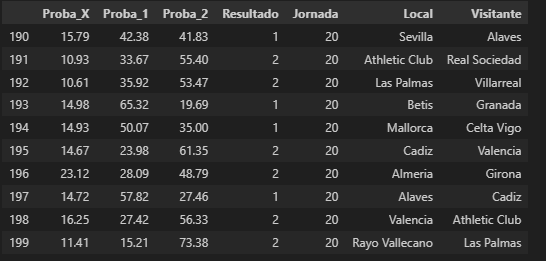 Proba_X Proba_1 Proba_2 Resultado Jornada Local Visitante
190 15.79 42.38 41.83 1 20 Sevilla Alaves
191 10.93 33.67 55.40 2 20 Athletic Club Real Sociedad
192 10.61 35.92 53.47 2 20 Las Palmas Villarreal
193 14.98 65.32 19.69 1 20 Betis Granada
194 14.93 50.07 35.00 1 20 Mallorca Celta Vigo
195 14.67 23.98 61.35 2 20 Cadiz Valencia
196 23.12 28.09 48.79 2 20 Almeria Girona
197 14.72 57.82 27.46 1 20 Alaves Cadiz
198 16.25 27.42 56.33 2 20 Valencia Athletic Club
199 11.41 15.21 73.38 2 20 Rayo Vallecano Las Palmas